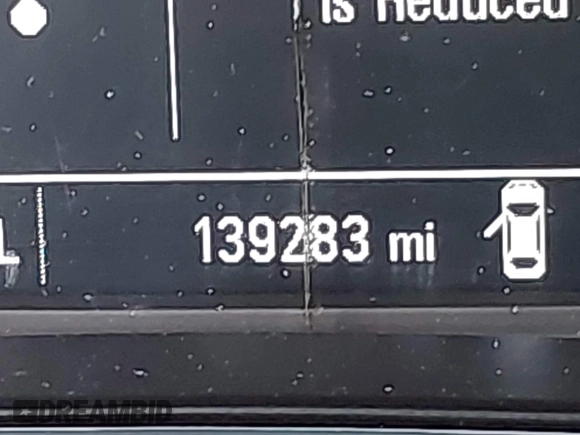 is Reduced
139283 mi
DREAMBID